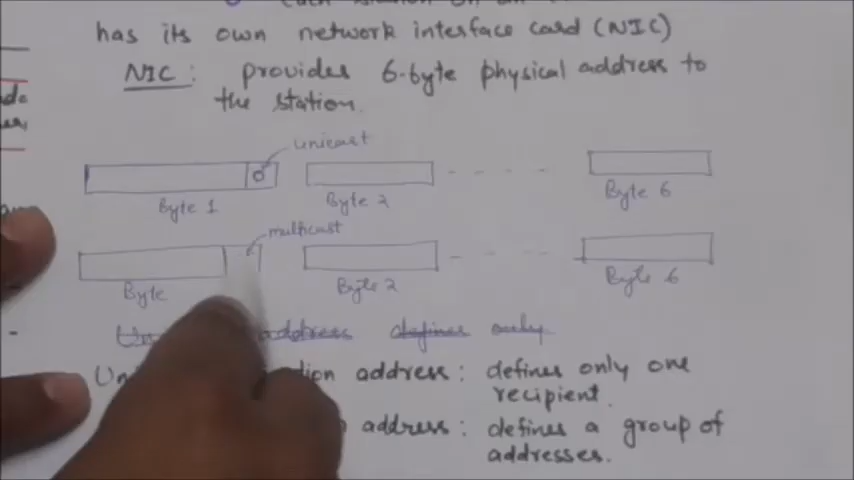 has its own network interface card (NIC)
NIC : provides 6-byte physical address to
the station.
unicast
0
Byte 1 Byte 2 Byte 6
multicast
Byte Byte 2 Byte 6
address defines only
address : defines only one
recipient.
address : defines a group of
addresses.